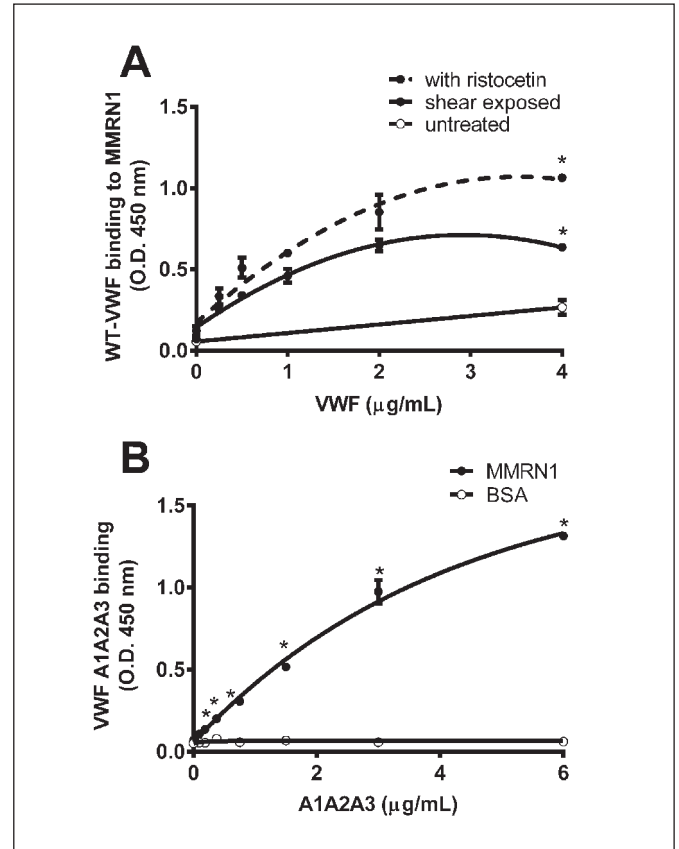 A
with ristocetin
shear exposed
untreated
WT-VWF binding to MMRN1
(O.D. 450 nm)
1.5
*
1.0
*
0.5
0.0
0 1 2 3 4
VWF (μg/mL)
B
MMRN1
BSA
VWF A1A2A3 binding
(O.D. 450 nm)
1.5
*
*
1.0
*
0.5
* * *
0.0
0 2 4 6
A1A2A3 (μg/mL)